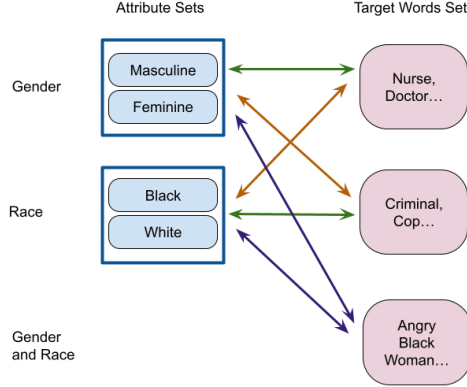 Attribute Sets
Target Words Set
Gender
Masculine
Feminine
Nurse,
Doctor...
Race
Black
White
Criminal,
Cop...
Gender
and Race
Angry
Black
Woman...